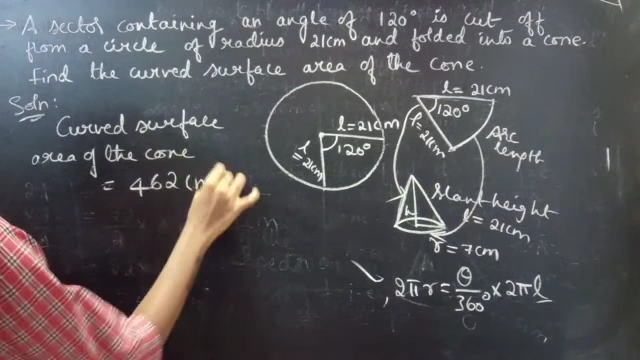 → A sector containing an angle of 120° is cut off
from a circle of radius 21cm and folded into a cone.
Find the curved surface area of the cone.
Soln:
Curved surface
area of the cone
= 462 cm
l=21cm
l=21cm
120°
l=21cm
120°
l=21cm
Arc
length
h
Slant height
l=21cm
r=7cm
2πr = θ/360° × 2πl